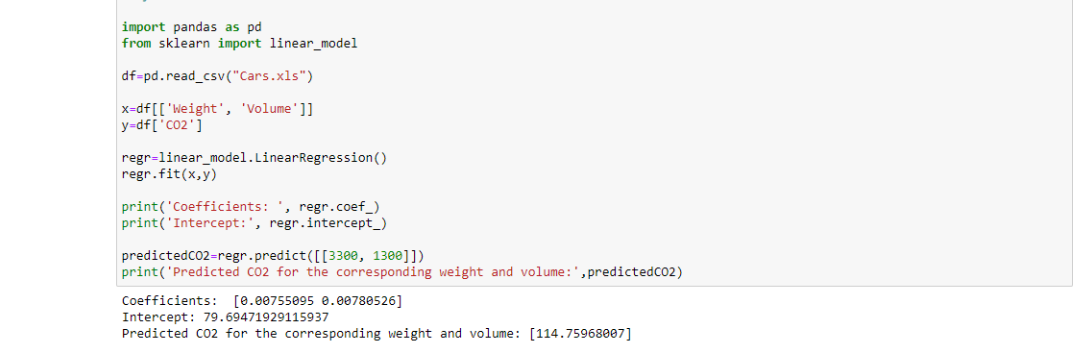 import pandas as pd
from sklearn import linear_model
df=pd.read_csv("Cars.xls")
x=df[['Weight', 'Volume']]
y=df['CO2']
regr=linear_model.LinearRegression()
regr.fit(x,y)
print('Coefficients: ', regr.coef_)
print('Intercept:', regr.intercept_)
predictedCO2=regr.predict([[3300, 1300]])
print('Predicted CO2 for the corresponding weight and volume:',predictedCO2)
Coefficients:  [0.00755095 0.00780526]
Intercept: 79.69471929115937
Predicted CO2 for the corresponding weight and volume: [114.75968007]